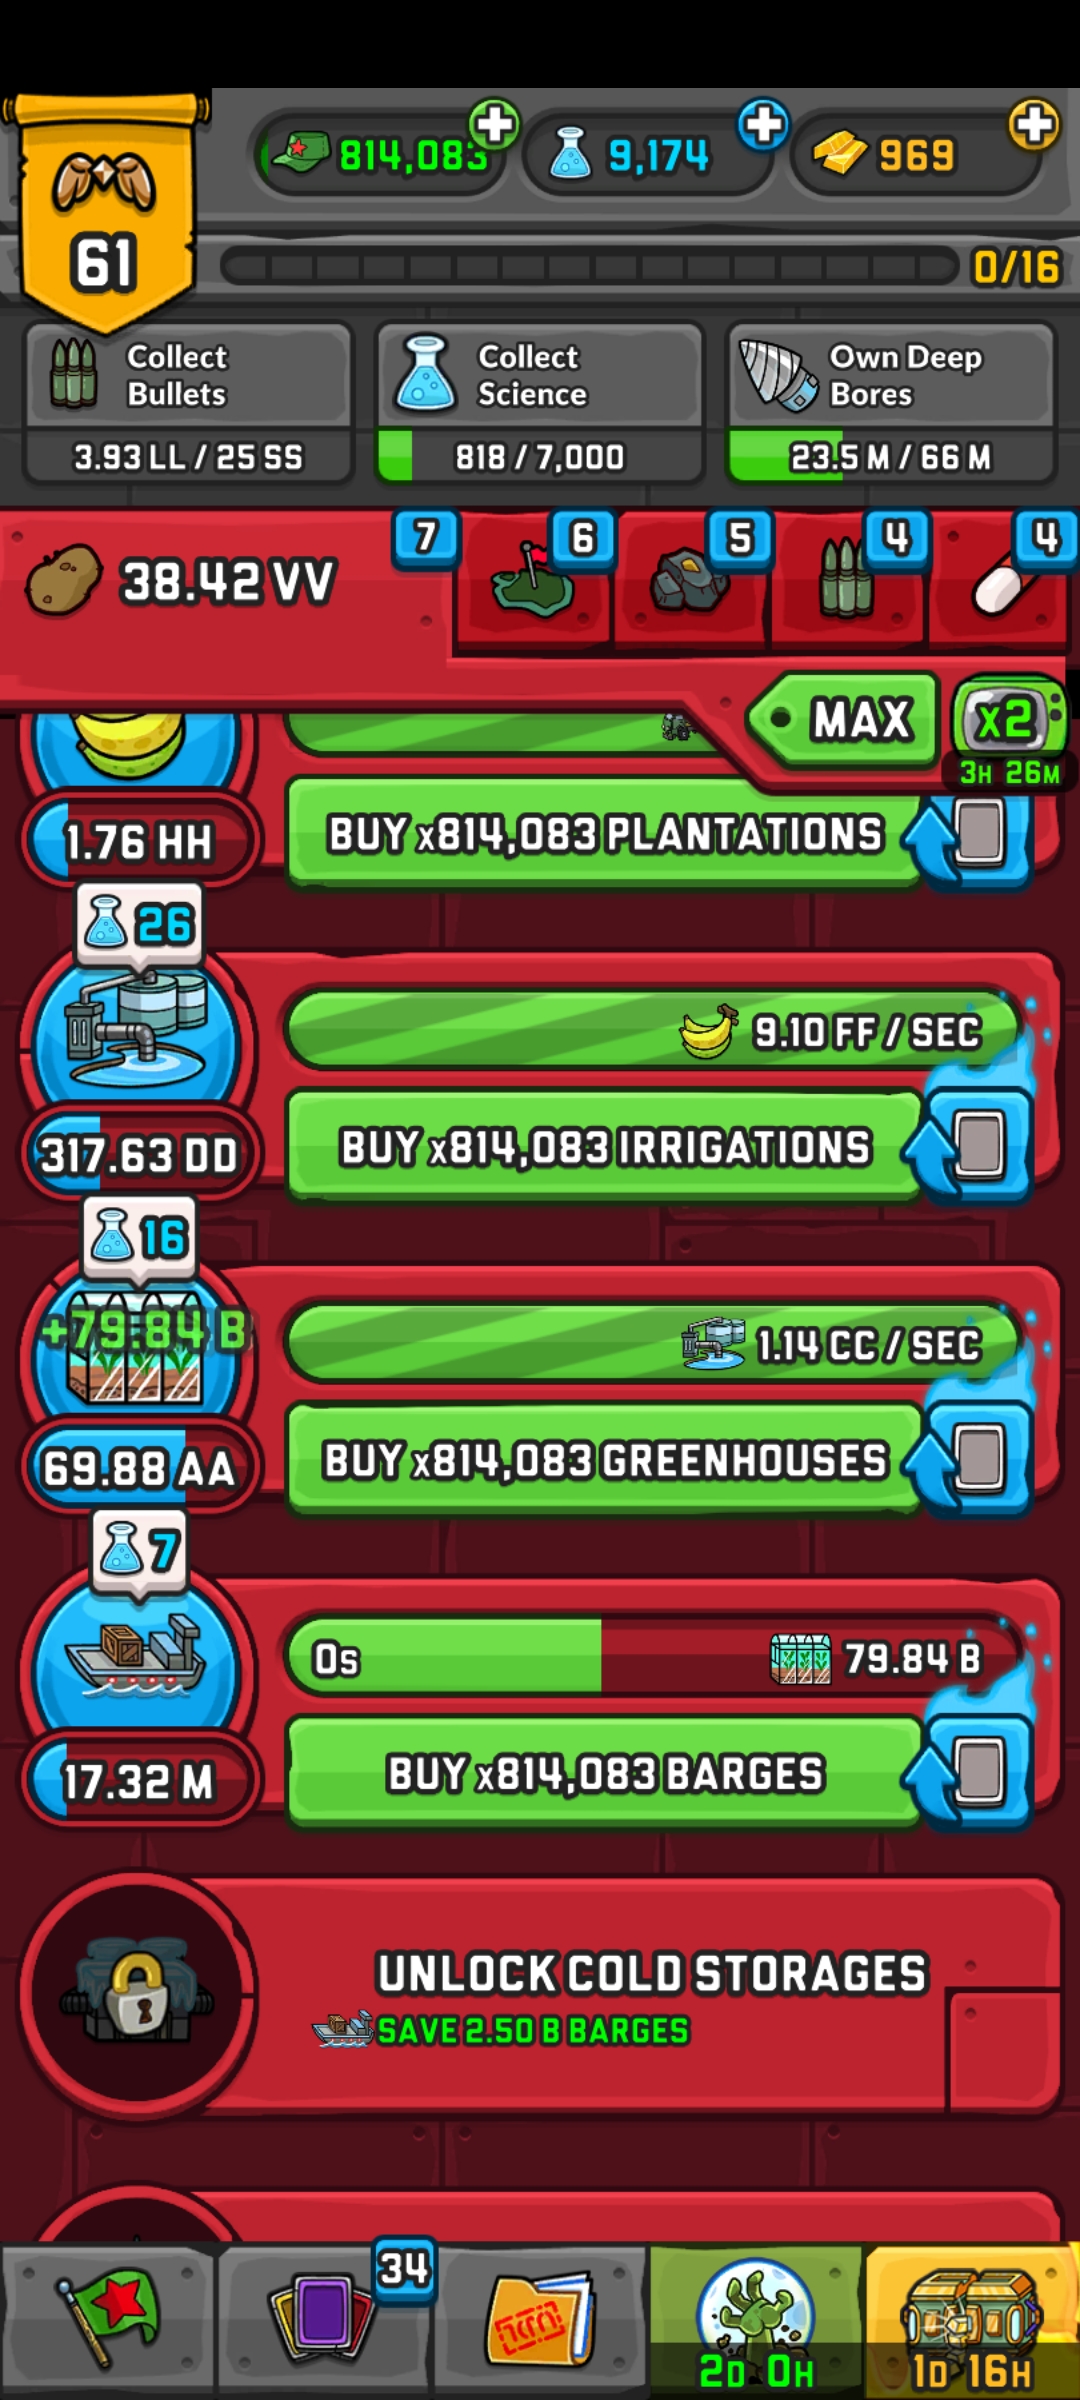 814,083
9,174
969
61
0/16
Collect
Bullets
3.93 LL / 25 SS
Collect
Science
818 / 7,000
Own Deep
Bores
23.5 M / 66 M
38.42 VV
7
6
5
4
4
MAX
x2
3H 26M
1.76 HH
BUY x814,083 PLANTATIONS
26
9.10 FF / SEC
317.63 DD
BUY x814,083 IRRIGATIONS
16
+79.84 B
1.14 CC / SEC
69.88 AA
BUY x814,083 GREENHOUSES
7
0s
79.84 B
17.32 M
BUY x814,083 BARGES
UNLOCK COLD STORAGES
SAVE 2.50 B BARGES
34
2D 0H
1D 16H